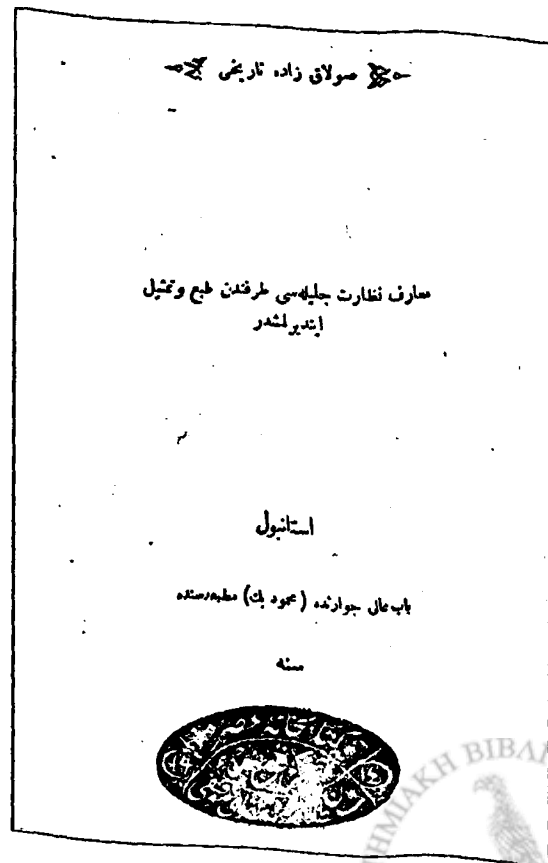 صولاق زاده تاريخى
معارف نظارت جليله‌سى طرفندن طبع وتمثيل
ايتديرلمشدر
استانبول
باب عالى جوارنده (محمود بك) مطبعه‌سنده
سنه